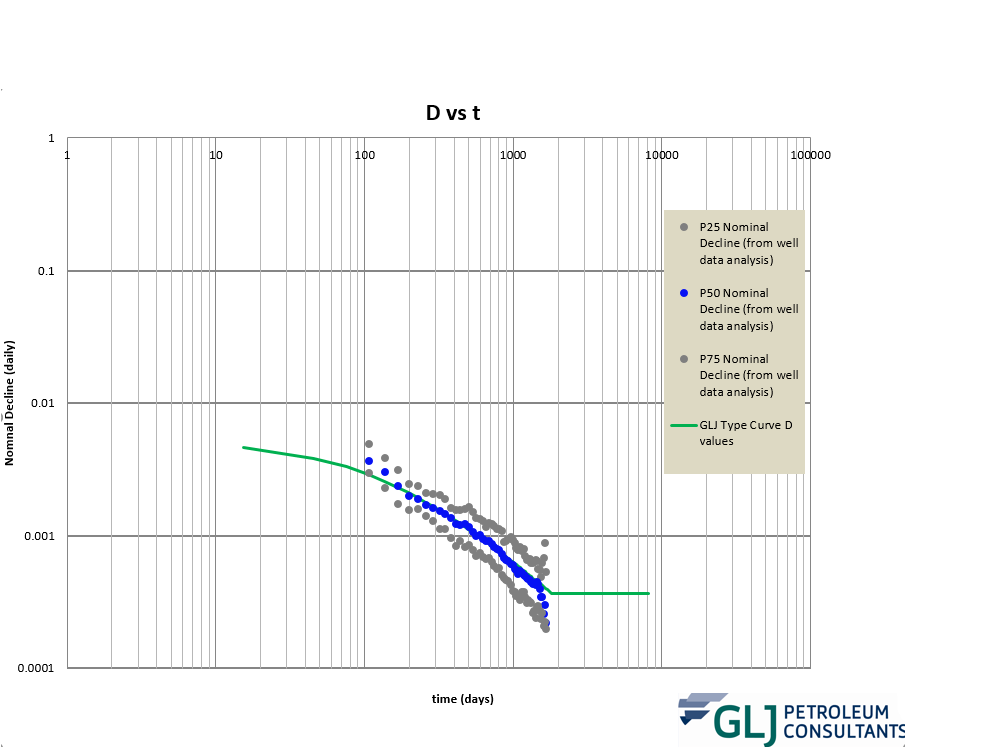 D vs t
1
1
10
100
1000
10000
100000
0.1
0.01
0.001
0.0001
Nomnal Decline (daily)
time (days)
P25 Nominal
Decline (from well
data analysis)
P50 Nominal
Decline (from well
data analysis)
P75 Nominal
Decline (from well
data analysis)
GLJ Type Curve D
values
GLJ PETROLEUM
CONSULTANTS